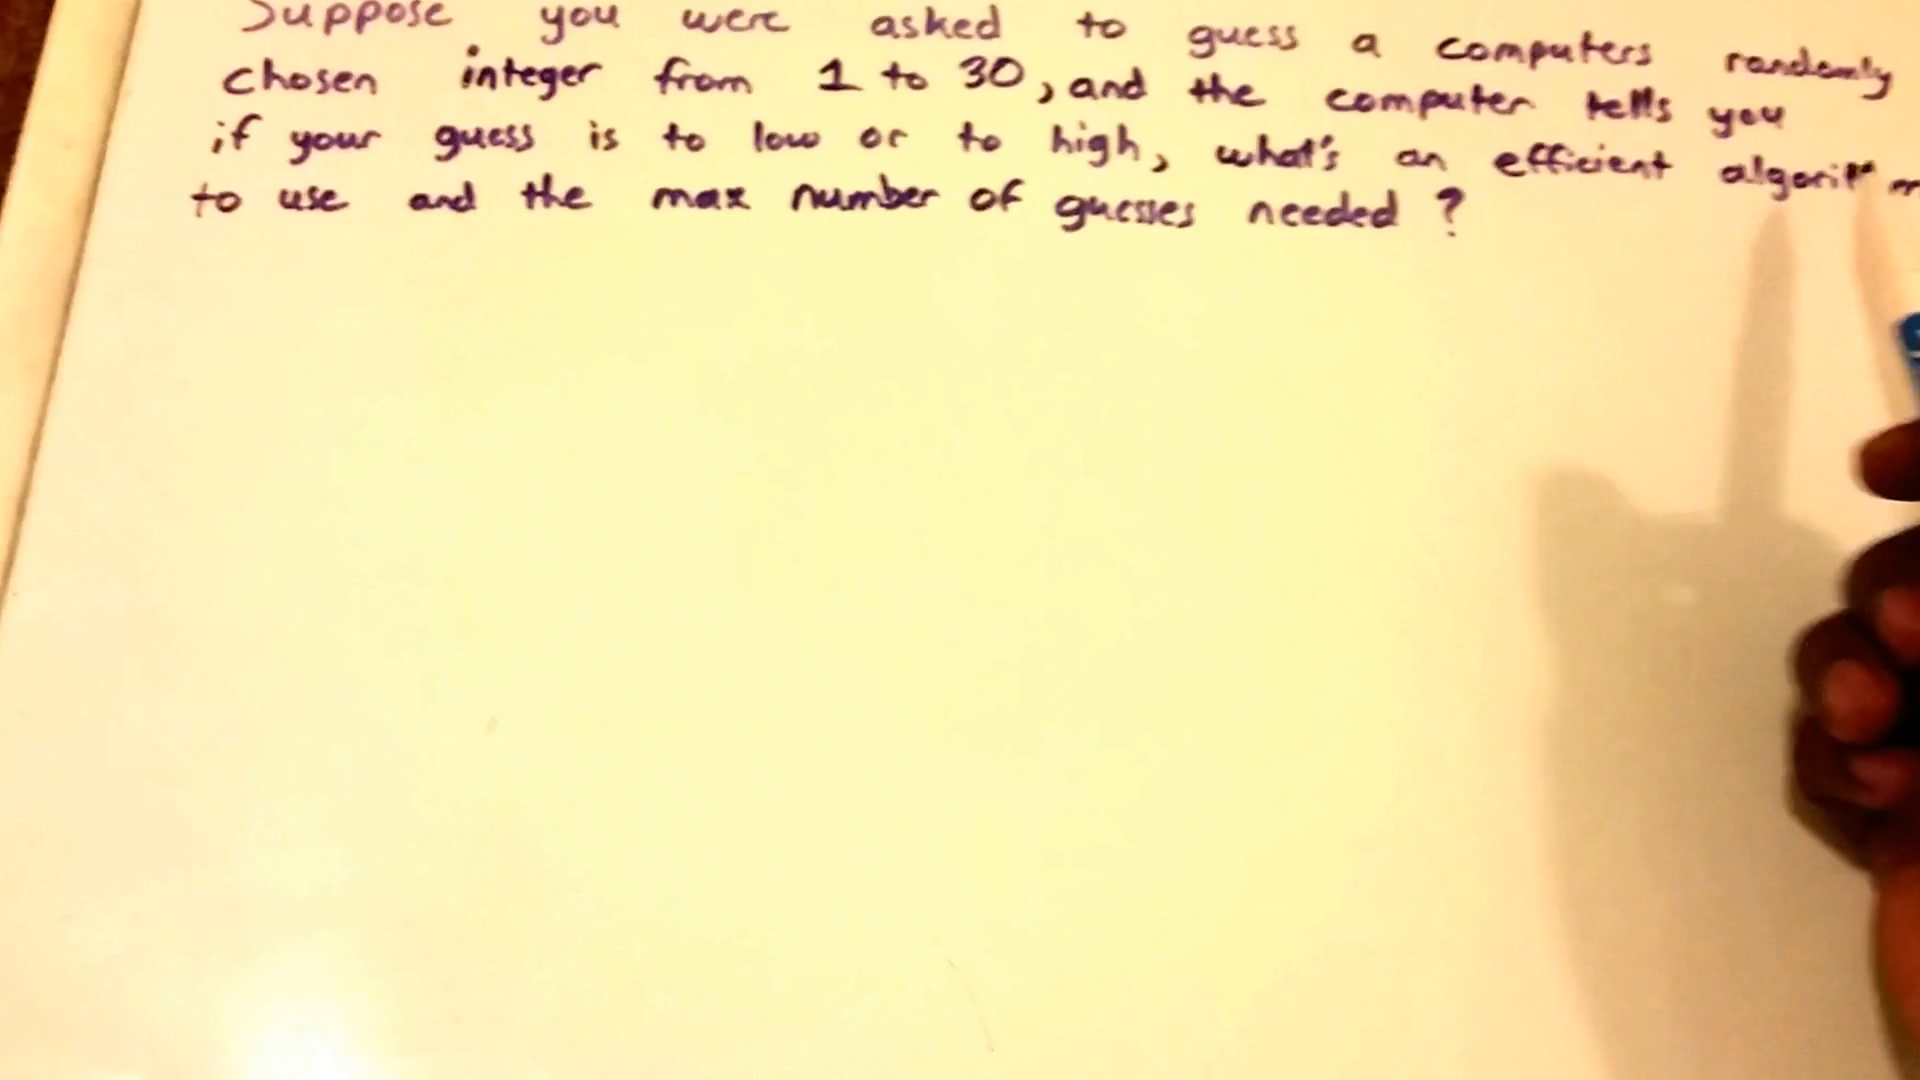 Suppose you were asked to guess a computers randomly
chosen integer from 1 to 30, and the computer tells you
if your guess is to low or to high, what's an efficient
to use and the max number of guesses needed ?